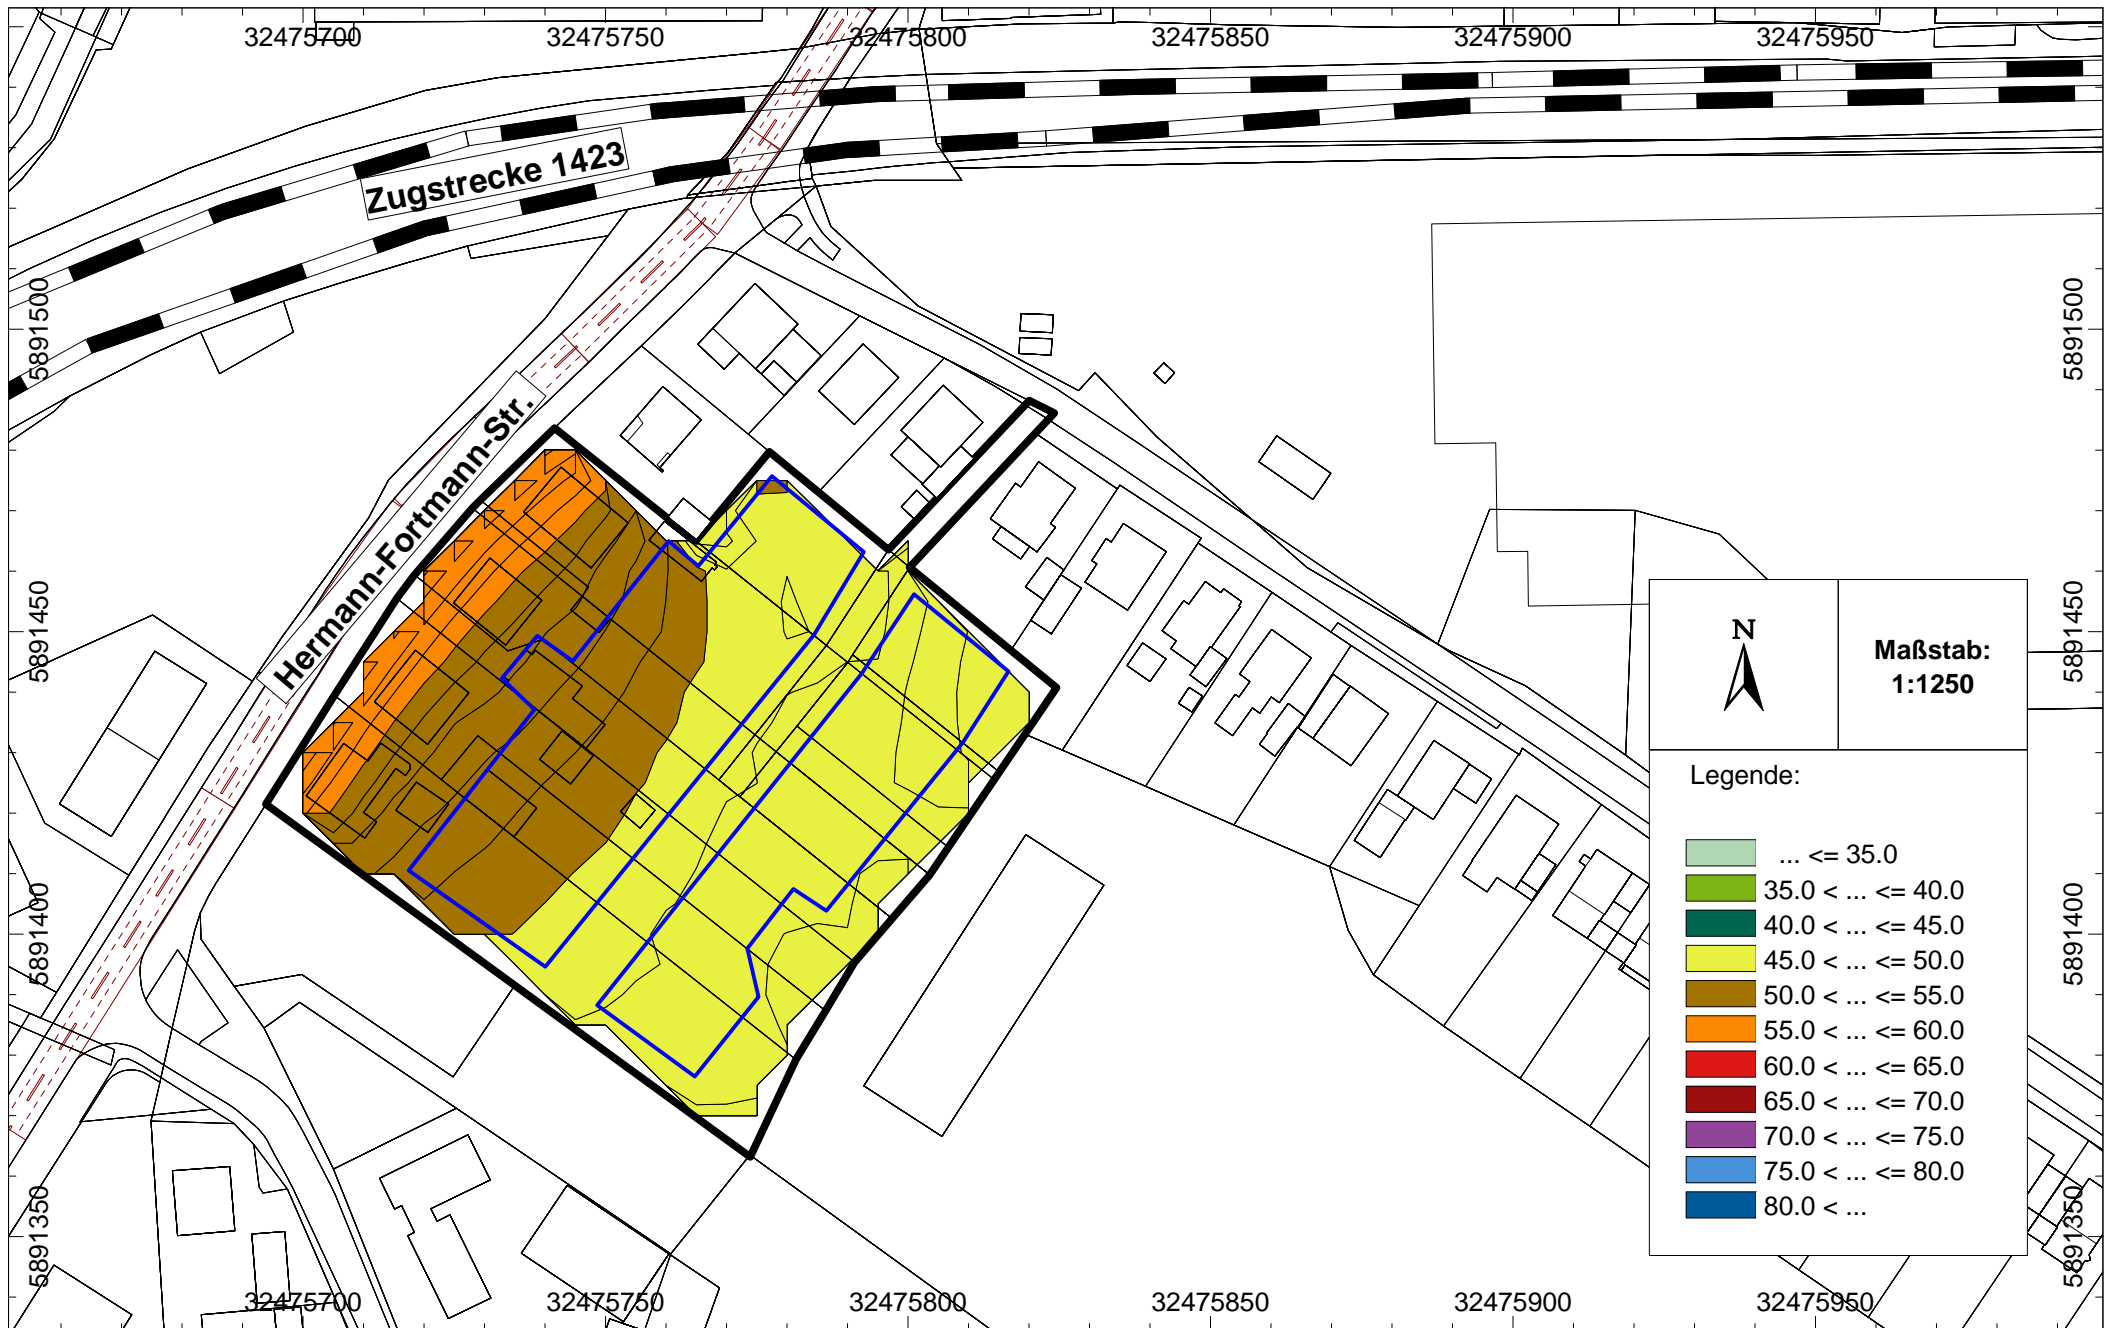 32475700 32475750 32475800 32475850 32475900 32475950
Zugstrecke 1423
5891500 5891500
Hermann-Fortmann-Str.
5891450 5891450
N
Maßstab:
1:1250
Legende:
... <= 35.0
35.0 < ... <= 40.0
40.0 < ... <= 45.0
45.0 < ... <= 50.0
50.0 < ... <= 55.0
55.0 < ... <= 60.0
60.0 < ... <= 65.0
65.0 < ... <= 70.0
70.0 < ... <= 75.0
75.0 < ... <= 80.0
80.0 < ...
5891400 5891400
5891350 5891350
32475700 32475750 32475800 32475850 32475900 32475950